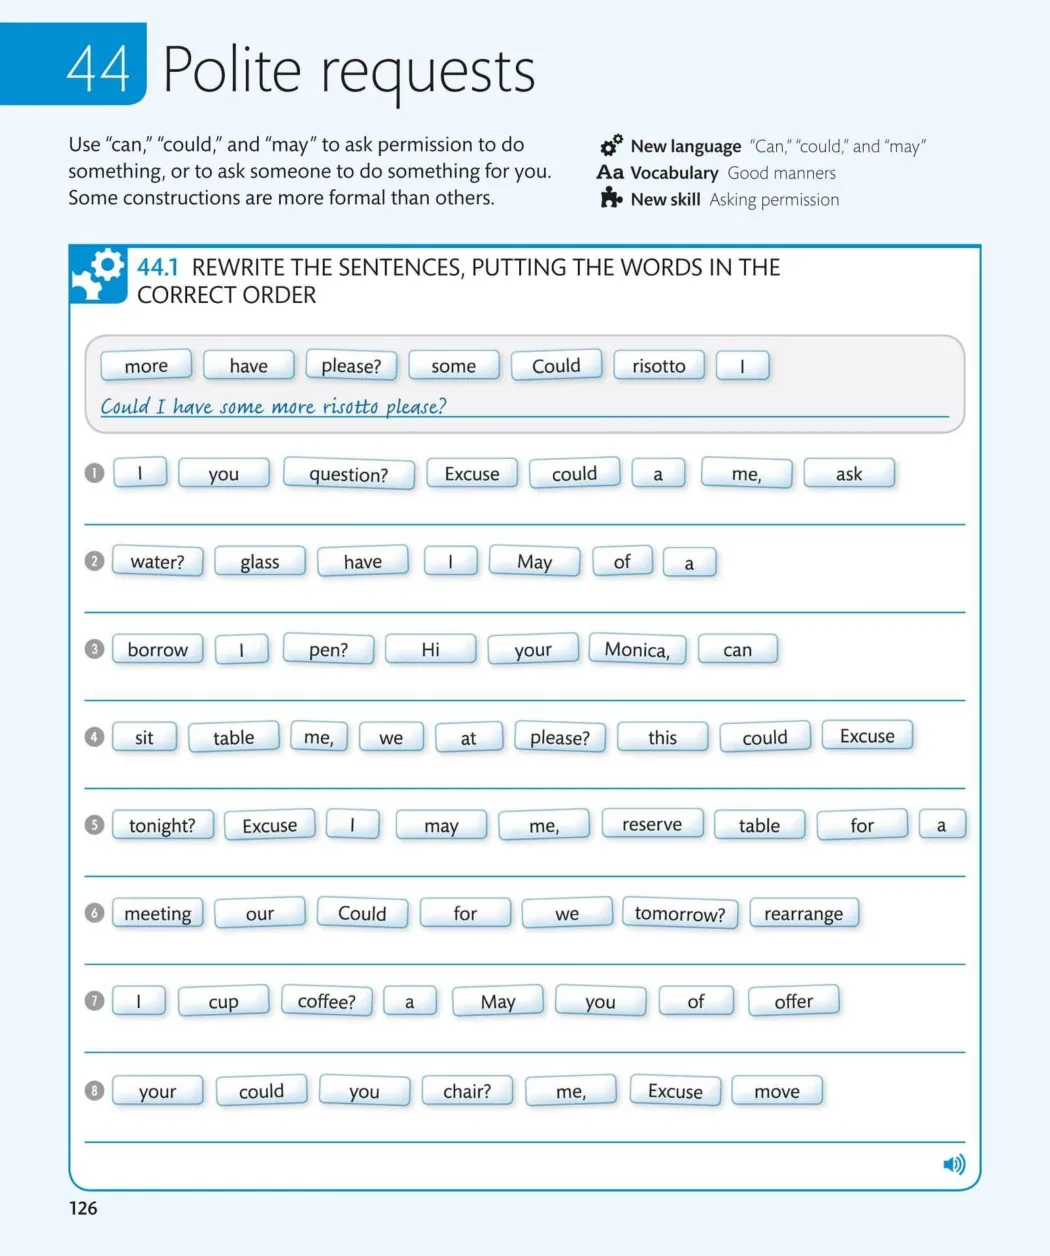 44 Polite requests
Use “can,” “could,” and “may” to ask permission to do
something, or to ask someone to do something for you.
Some constructions are more formal than others.
New language “Can,” “could,” and “may”
Aa Vocabulary Good manners
New skill Asking permission
44.1 REWRITE THE SENTENCES, PUTTING THE WORDS IN THE
CORRECT ORDER
more have please? some Could risotto I
Could I have some more risotto please?
1 I you question? Excuse could a me, ask
2 water? glass have I May of a
3 borrow I pen? Hi your Monica, can
4 sit table me, we at please? this could Excuse
5 tonight? Excuse I may me, reserve table for a
6 meeting our Could for we tomorrow? rearrange
7 I cup coffee? a May you of offer
8 your could you chair? me, Excuse move
126